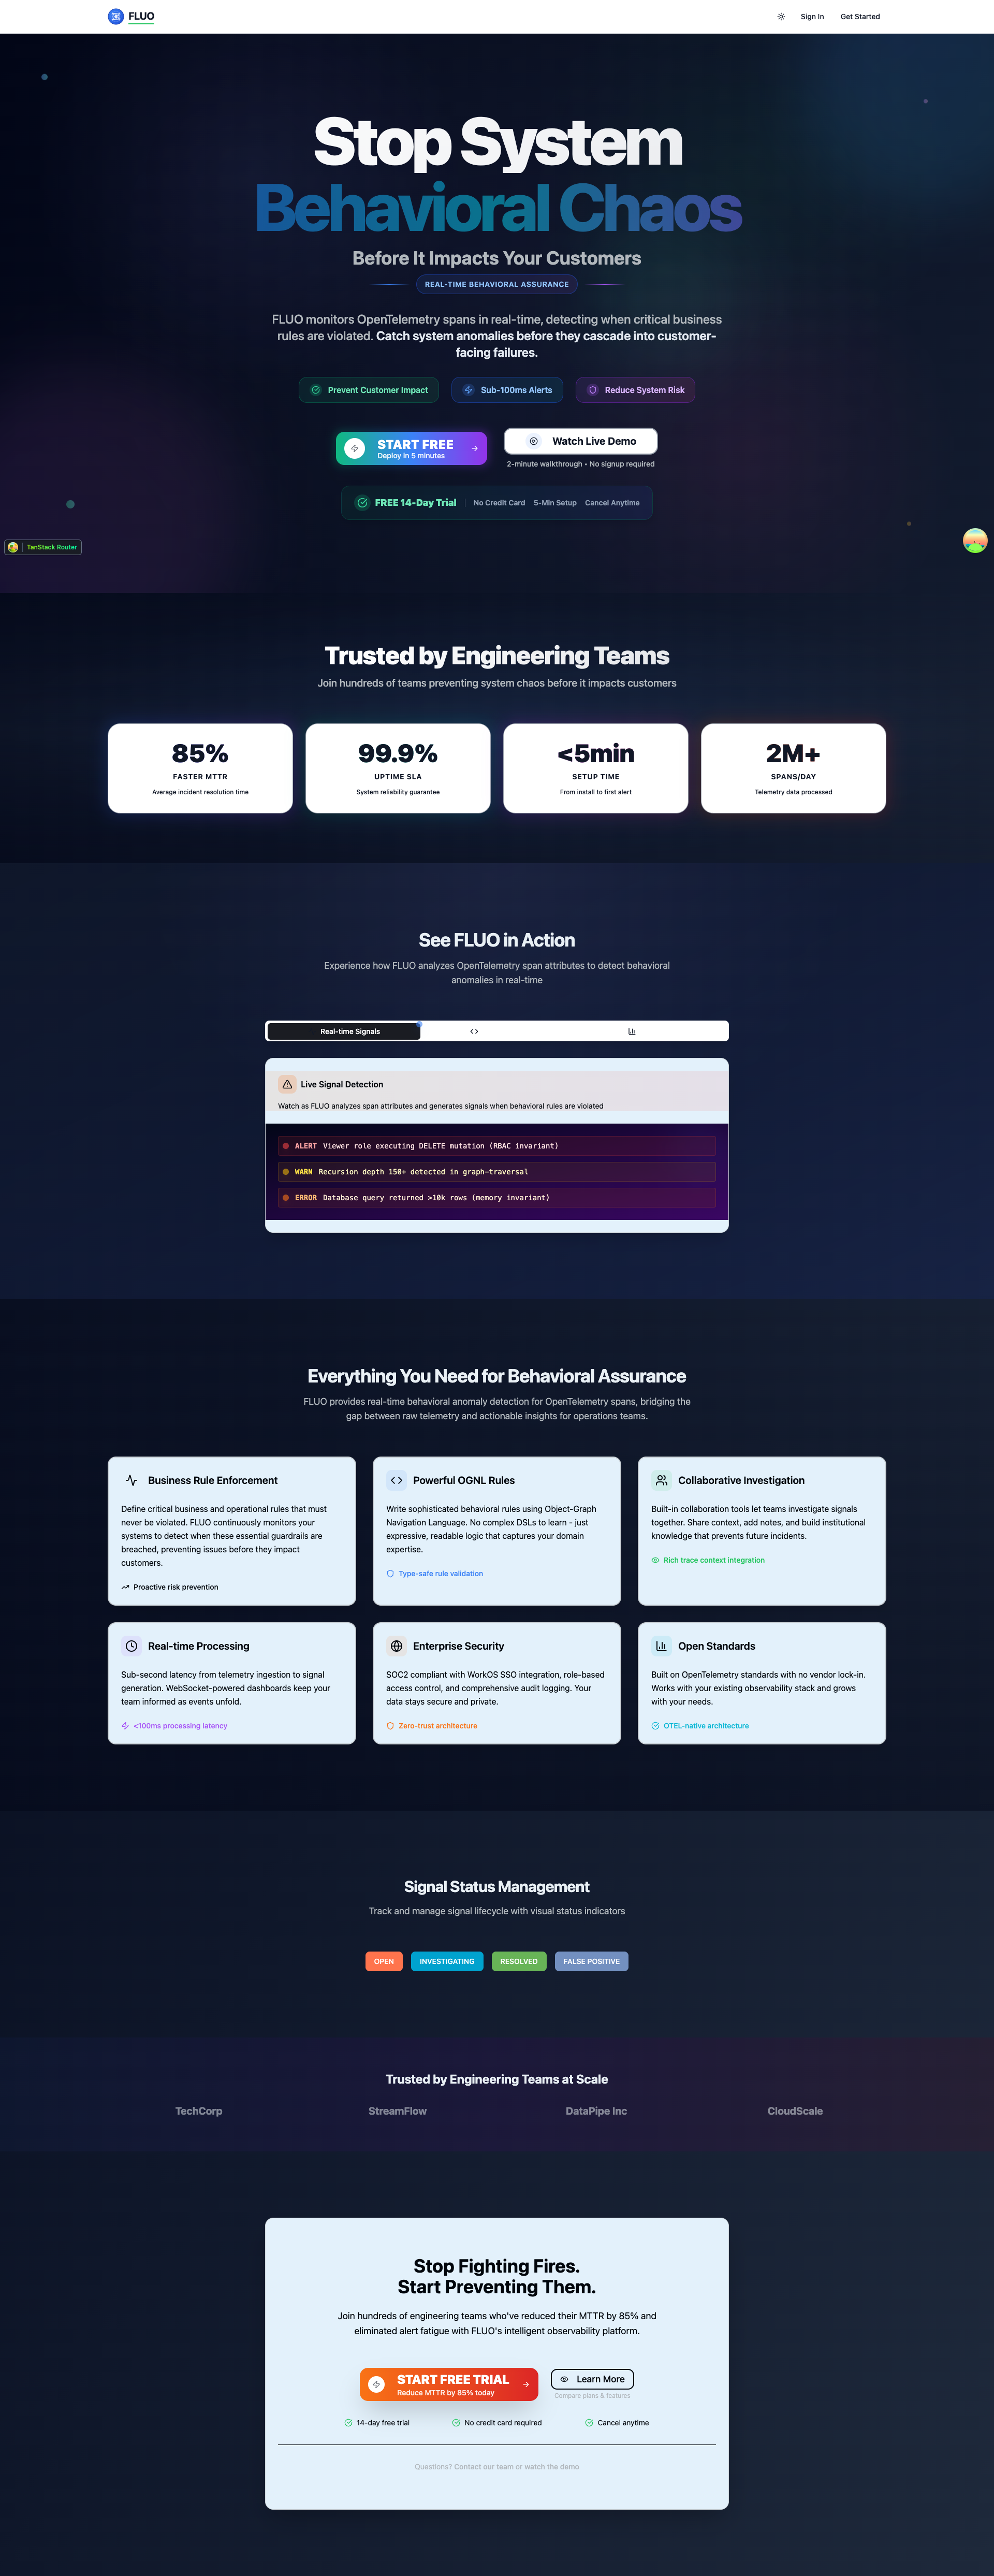 FLUO
Sign In
Get Started
Stop System
Behavioral Chaos
Before It Impacts Your Customers
REAL-TIME BEHAVIORAL ASSURANCE
FLUO monitors OpenTelemetry spans in real-time, detecting when critical business
rules are violated. Catch system anomalies before they cascade into customer-
facing failures.
Prevent Customer Impact
Sub-100ms Alerts
Reduce System Risk
START FREE
Deploy in 5 minutes
Watch Live Demo
2-minute walkthrough • No signup required
FREE 14-Day Trial
No Credit Card
5-Min Setup
Cancel Anytime
TanStack Router
Trusted by Engineering Teams
Join hundreds of teams preventing system chaos before it impacts customers
85%
FASTER MTTR
Average incident resolution time
99.9%
UPTIME SLA
System reliability guarantee
<5min
SETUP TIME
From install to first alert
2M+
SPANS/DAY
Telemetry data processed
See FLUO in Action
Experience how FLUO analyzes OpenTelemetry span attributes to detect behavioral
anomalies in real-time
Real-time Signals
Live Signal Detection
Watch as FLUO analyzes span attributes and generates signals when behavioral rules are violated
ALERT Viewer role executing DELETE mutation (RBAC invariant)
WARN Recursion depth 150+ detected in graph-traversal
ERROR Database query returned >10k rows (memory invariant)
Everything You Need for Behavioral Assurance
FLUO provides real-time behavioral anomaly detection for OpenTelemetry spans, bridging the
gap between raw telemetry and actionable insights for operations teams.
Business Rule Enforcement
Define critical business and operational rules that must
never be violated. FLUO continuously monitors your
systems to detect when these essential guardrails are
breached, preventing issues before they impact
customers.
Proactive risk prevention
Powerful OGNL Rules
Write sophisticated behavioral rules using Object-Graph
Navigation Language. No complex DSLs to learn - just
expressive, readable logic that captures your domain
expertise.
Type-safe rule validation
Collaborative Investigation
Built-in collaboration tools let teams investigate signals
together. Share context, add notes, and build institutional
knowledge that prevents future incidents.
Rich trace context integration
Real-time Processing
Sub-second latency from telemetry ingestion to signal
generation. WebSocket-powered dashboards keep your
team informed as events unfold.
<100ms processing latency
Enterprise Security
SOC2 compliant with WorkOS SSO integration, role-based
access control, and comprehensive audit logging. Your
data stays secure and private.
Zero-trust architecture
Open Standards
Built on OpenTelemetry standards with no vendor lock-in.
Works with your existing observability stack and grows
with your needs.
OTEL-native architecture
Signal Status Management
Track and manage signal lifecycle with visual status indicators
OPEN
INVESTIGATING
RESOLVED
FALSE POSITIVE
Trusted by Engineering Teams at Scale
TechCorp
StreamFlow
DataPipe Inc
CloudScale
Stop Fighting Fires.
Start Preventing Them.
Join hundreds of engineering teams who've reduced their MTTR by 85% and
eliminated alert fatigue with FLUO's intelligent observability platform.
START FREE TRIAL
Reduce MTTR by 85% today
Learn More
Compare plans & features
14-day free trial
No credit card required
Cancel anytime
Questions? Contact our team or watch the demo